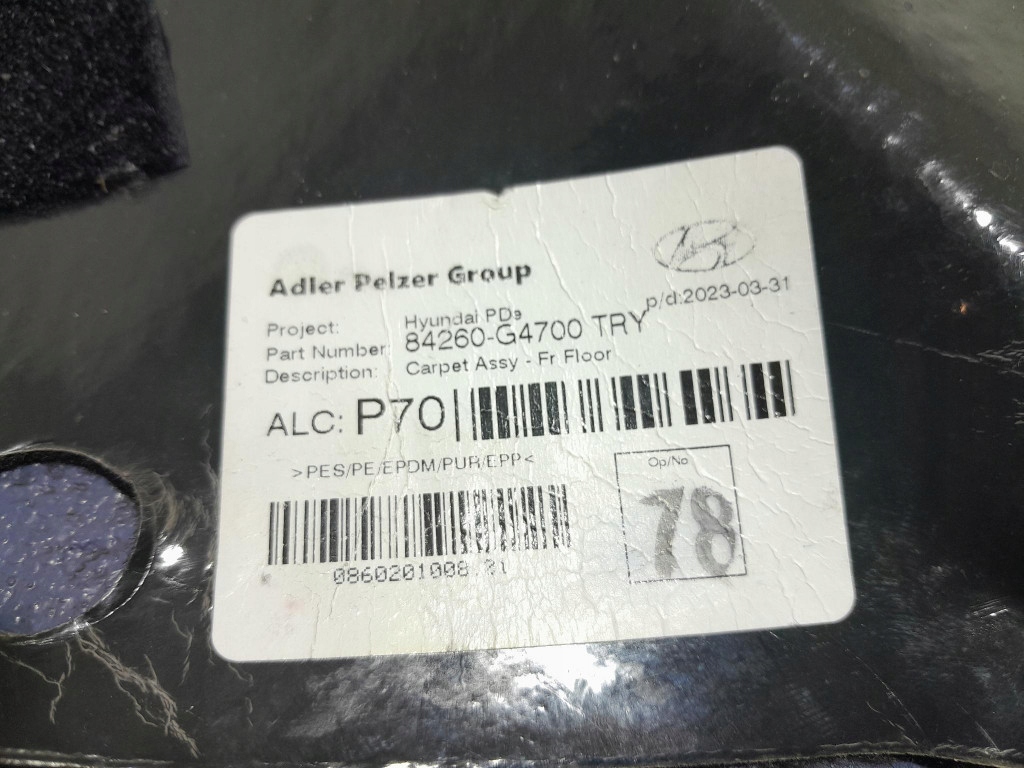 Adler Pelzer Group
p/d:2023-03-31
Project: Hyundai PDe
Part Number: 84260-G4700 TRY
Description: Carpet Assy - Fr Floor
ALC: P70
>PES/PE/EPDM/PUR/EPP<
Op/No
78